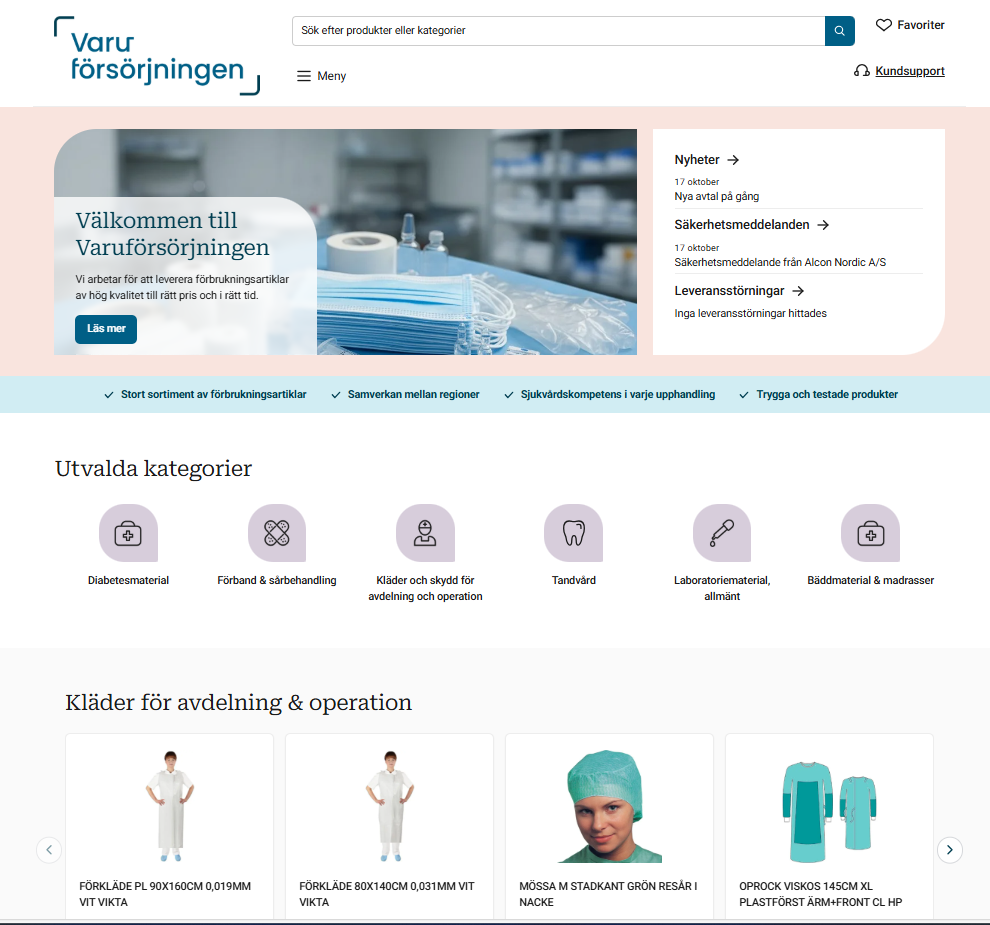 Varu
försörjningen
Sök efter produkter eller kategorier
Favoriter
Meny
Kundsupport
Välkommen till
Varuförsörjningen
Vi arbetar för att leverera förbrukningsartiklar
av hög kvalitet till rätt pris och i rätt tid.
Läs mer
Nyheter
17 oktober
Nya avtal på gång
Säkerhetsmeddelanden
17 oktober
Säkerhetsmeddelande från Alcon Nordic A/S
Leveransstörningar
Inga leveransstörningar hittades
Stort sortiment av förbrukningsartiklar
Samverkan mellan regioner
Sjukvårdskompetens i varje upphandling
Trygga och testade produkter
Utvalda kategorier
Diabetesmaterial
Förband & sårbehandling
Kläder och skydd för
avdelning och operation
Tandvård
Laboratoriematerial,
allmänt
Bäddmaterial & madrasser
Kläder för avdelning & operation
FÖRKLÄDE PL 90X160CM 0,019MM
VIT VIKTA
FÖRKLÄDE 80X140CM 0,031MM VIT
VIKTA
MÖSSA M STADKANT GRÖN RESÅR I
NACKE
OPROCK VISKOS 145CM XL
PLASTFÖRST ÄRM+FRONT CL HP